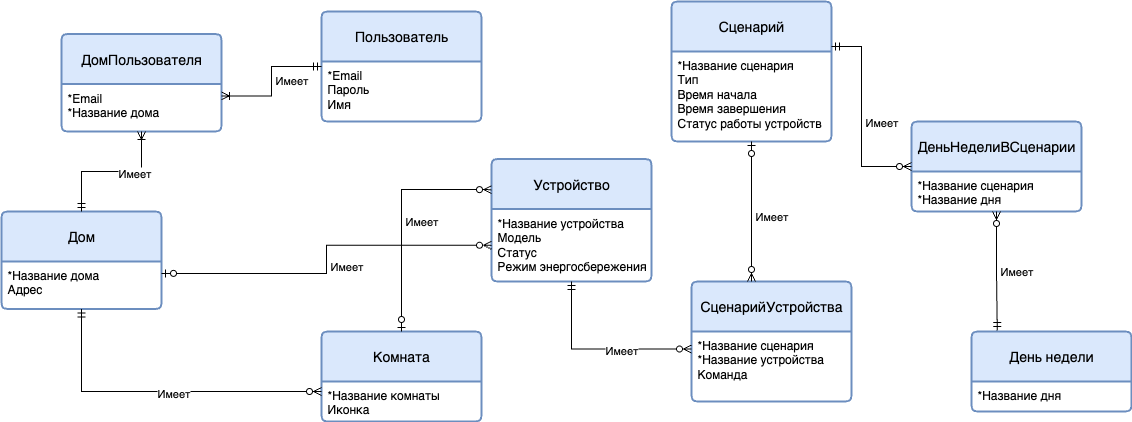 Пользователь
*Email
Пароль
Имя
ДомПользователя
*Email
*Название дома
Имеет
Имеет
Дом
*Название дома
Адрес
Имеет
Имеет
Комната
*Название комнаты
Иконка
Имеет
Устройство
*Название устройства
Модель
Статус
Режим энергосбережения
Имеет
Сценарий
*Название сценария
Тип
Время начала
Время завершения
Статус работы устройств
Имеет
СценарийУстройства
*Название сценария
*Название устройства
Команда
Имеет
ДеньНеделиВСценарии
*Название сценария
*Название дня
Имеет
День недели
*Название дня